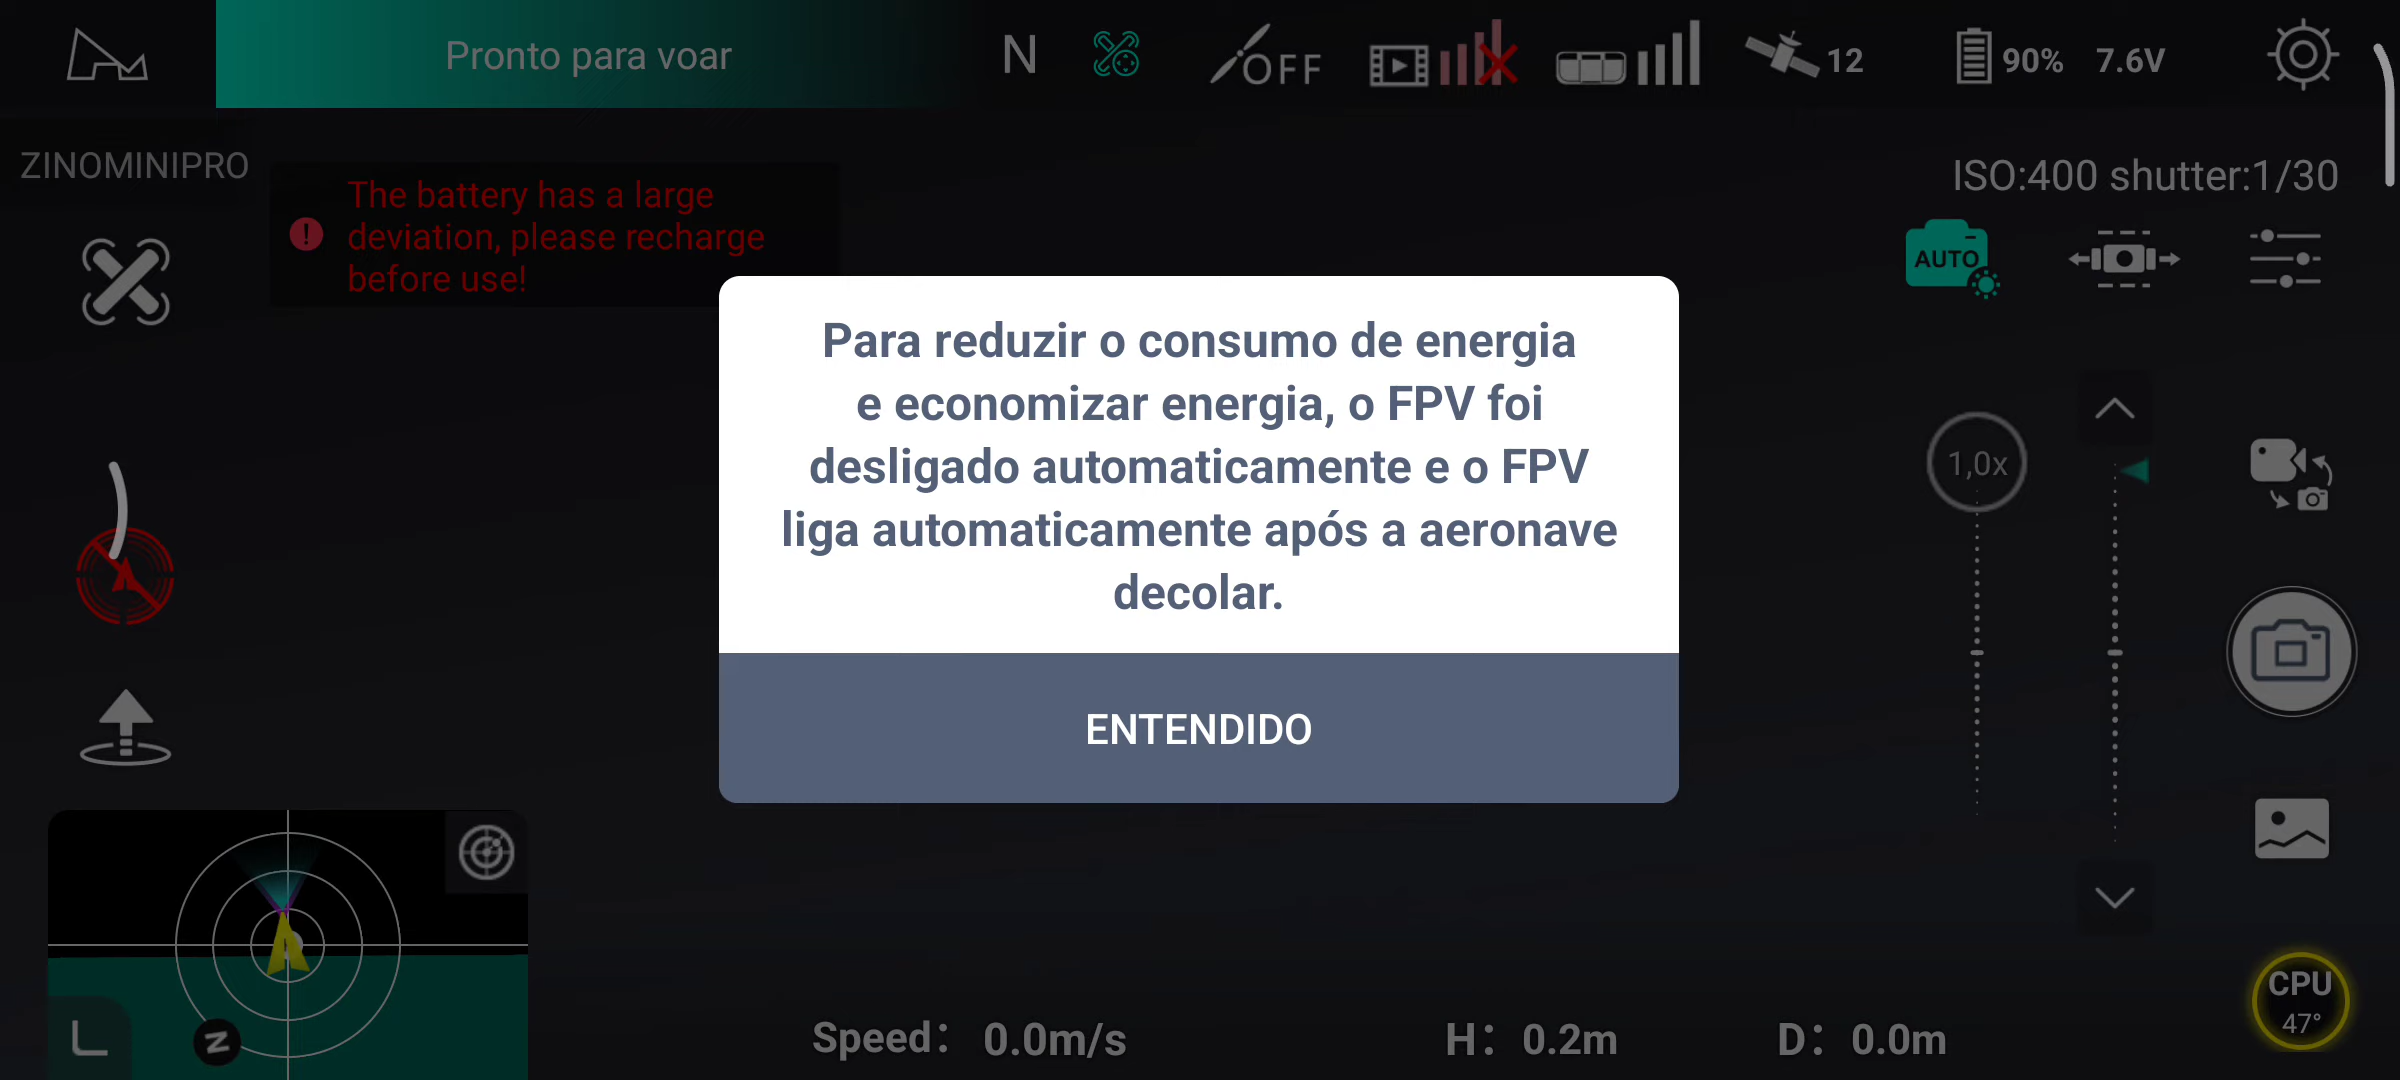 Pronto para voar
N
OFF
12
90%
7.6V
ZINOMINIPRO
The battery has a large
deviation, please recharge
before use!
ISO:400 shutter:1/30
AUTO
Para reduzir o consumo de energia
e economizar energia, o FPV foi
desligado automaticamente e o FPV
liga automaticamente após a aeronave
decolar.
ENTENDIDO
1,0x
L
N
Speed: 0.0m/s
H: 0.2m
D: 0.0m
CPU
47°